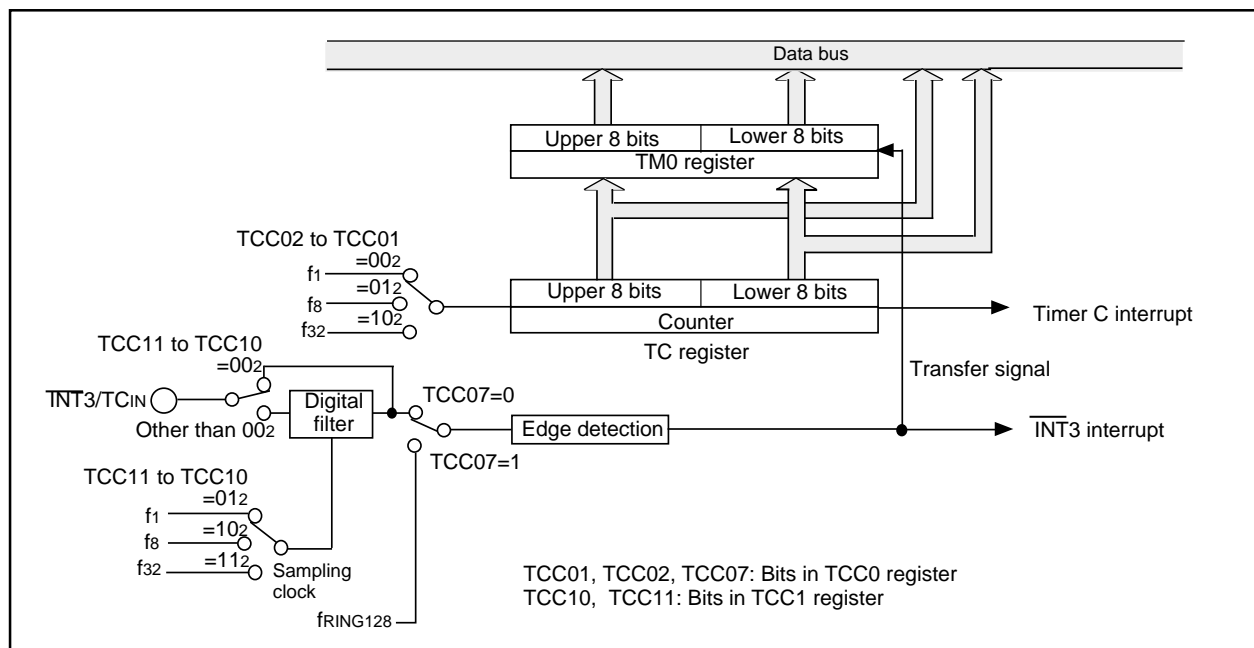 Data bus
Upper 8 bits
Lower 8 bits
TM0 register
TCC02 to TCC01
=002
f1
=012
f8
=102
f32
Upper 8 bits
Lower 8 bits
Counter
TC register
Timer C interrupt
Transfer signal
TCC11 to TCC10
=002
INT3/TCIN
Other than 002
Digital
filter
TCC07=0
TCC07=1
Edge detection
INT3 interrupt
TCC11 to TCC10
=012
f1
=102
f8
=112
f32
Sampling
clock
fRING128
TCC01, TCC02, TCC07: Bits in TCC0 register
TCC10, TCC11: Bits in TCC1 register